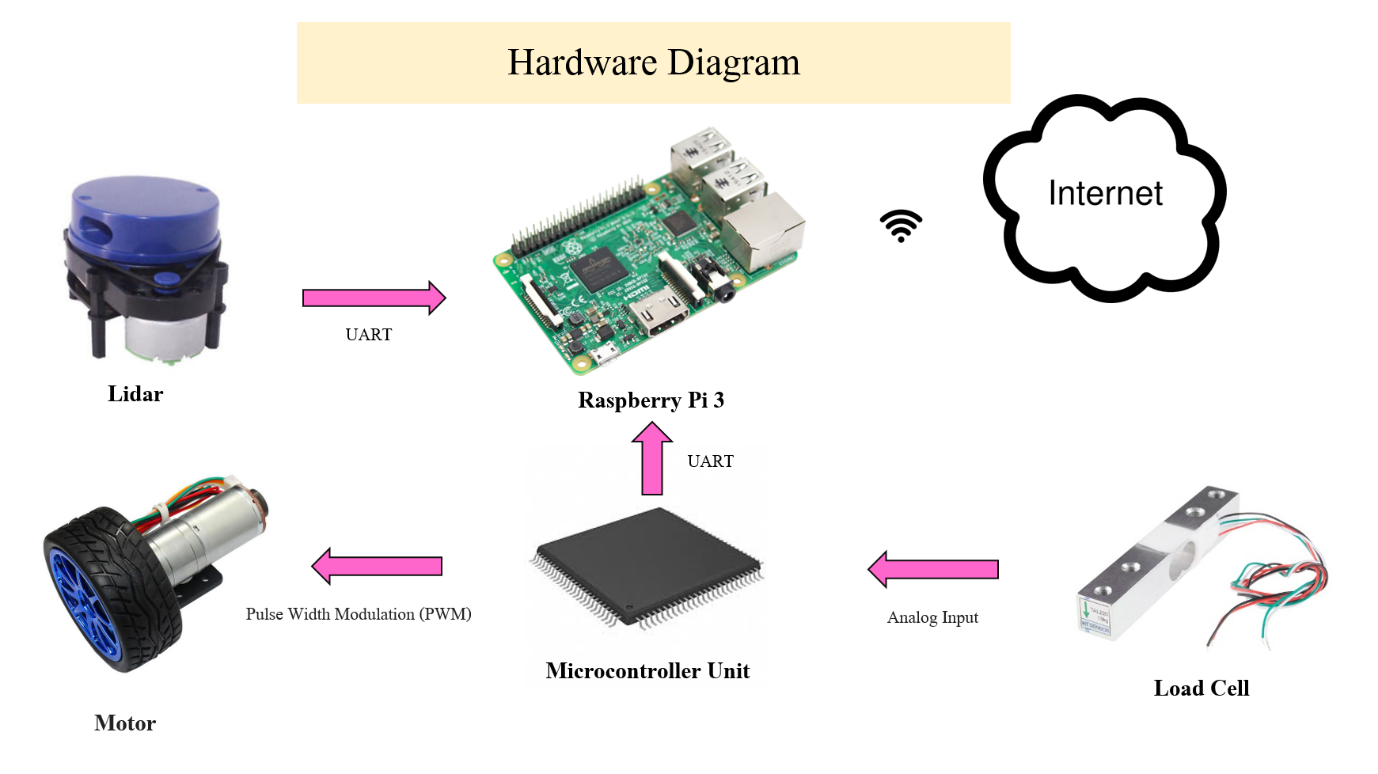 Hardware Diagram
Internet
UART
Lidar
HDMI
Raspberry Pi 3
UART
Pulse Width Modulation (PWM)
Analog Input
Microcontroller Unit
Load Cell
Motor